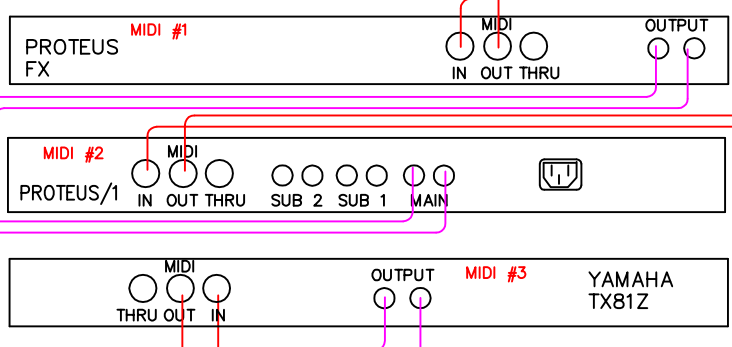 MIDI #1
MIDI
OUTPUT
PROTEUS
FX
IN OUT THRU
MIDI #2
MIDI
PROTEUS/1
IN OUT THRU SUB 2 SUB 1 MAIN
MIDI
OUTPUT
MIDI #3
YAMAHA
TX81Z
THRU OUT IN